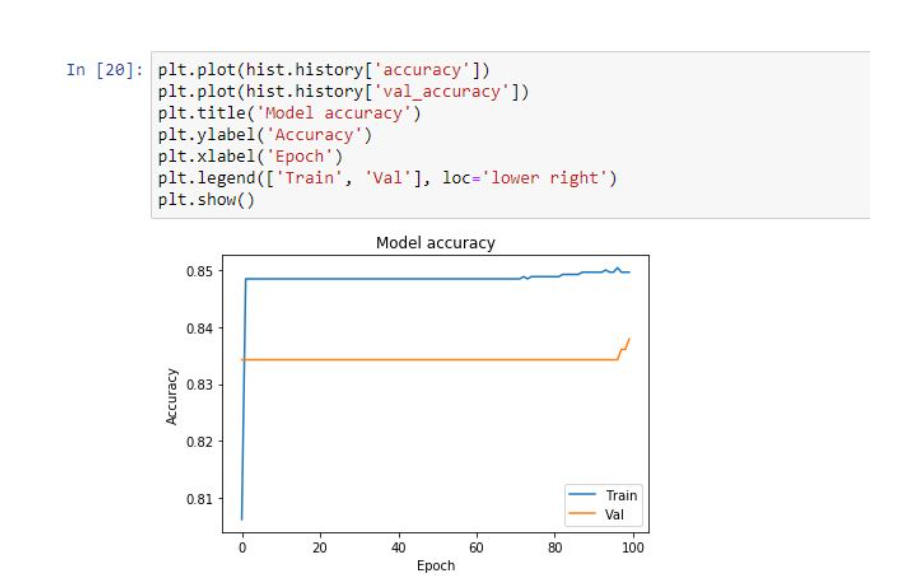 In [20]: plt.plot(hist.history['accuracy'])
plt.plot(hist.history['val_accuracy'])
plt.title('Model accuracy')
plt.ylabel('Accuracy')
plt.xlabel('Epoch')
plt.legend(['Train', 'Val'], loc='lower right')
plt.show()
Model accuracy
0.85
0.84
0.83
0.82
0.81
Accuracy
Train
Val
0 20 40 60 80 100
Epoch